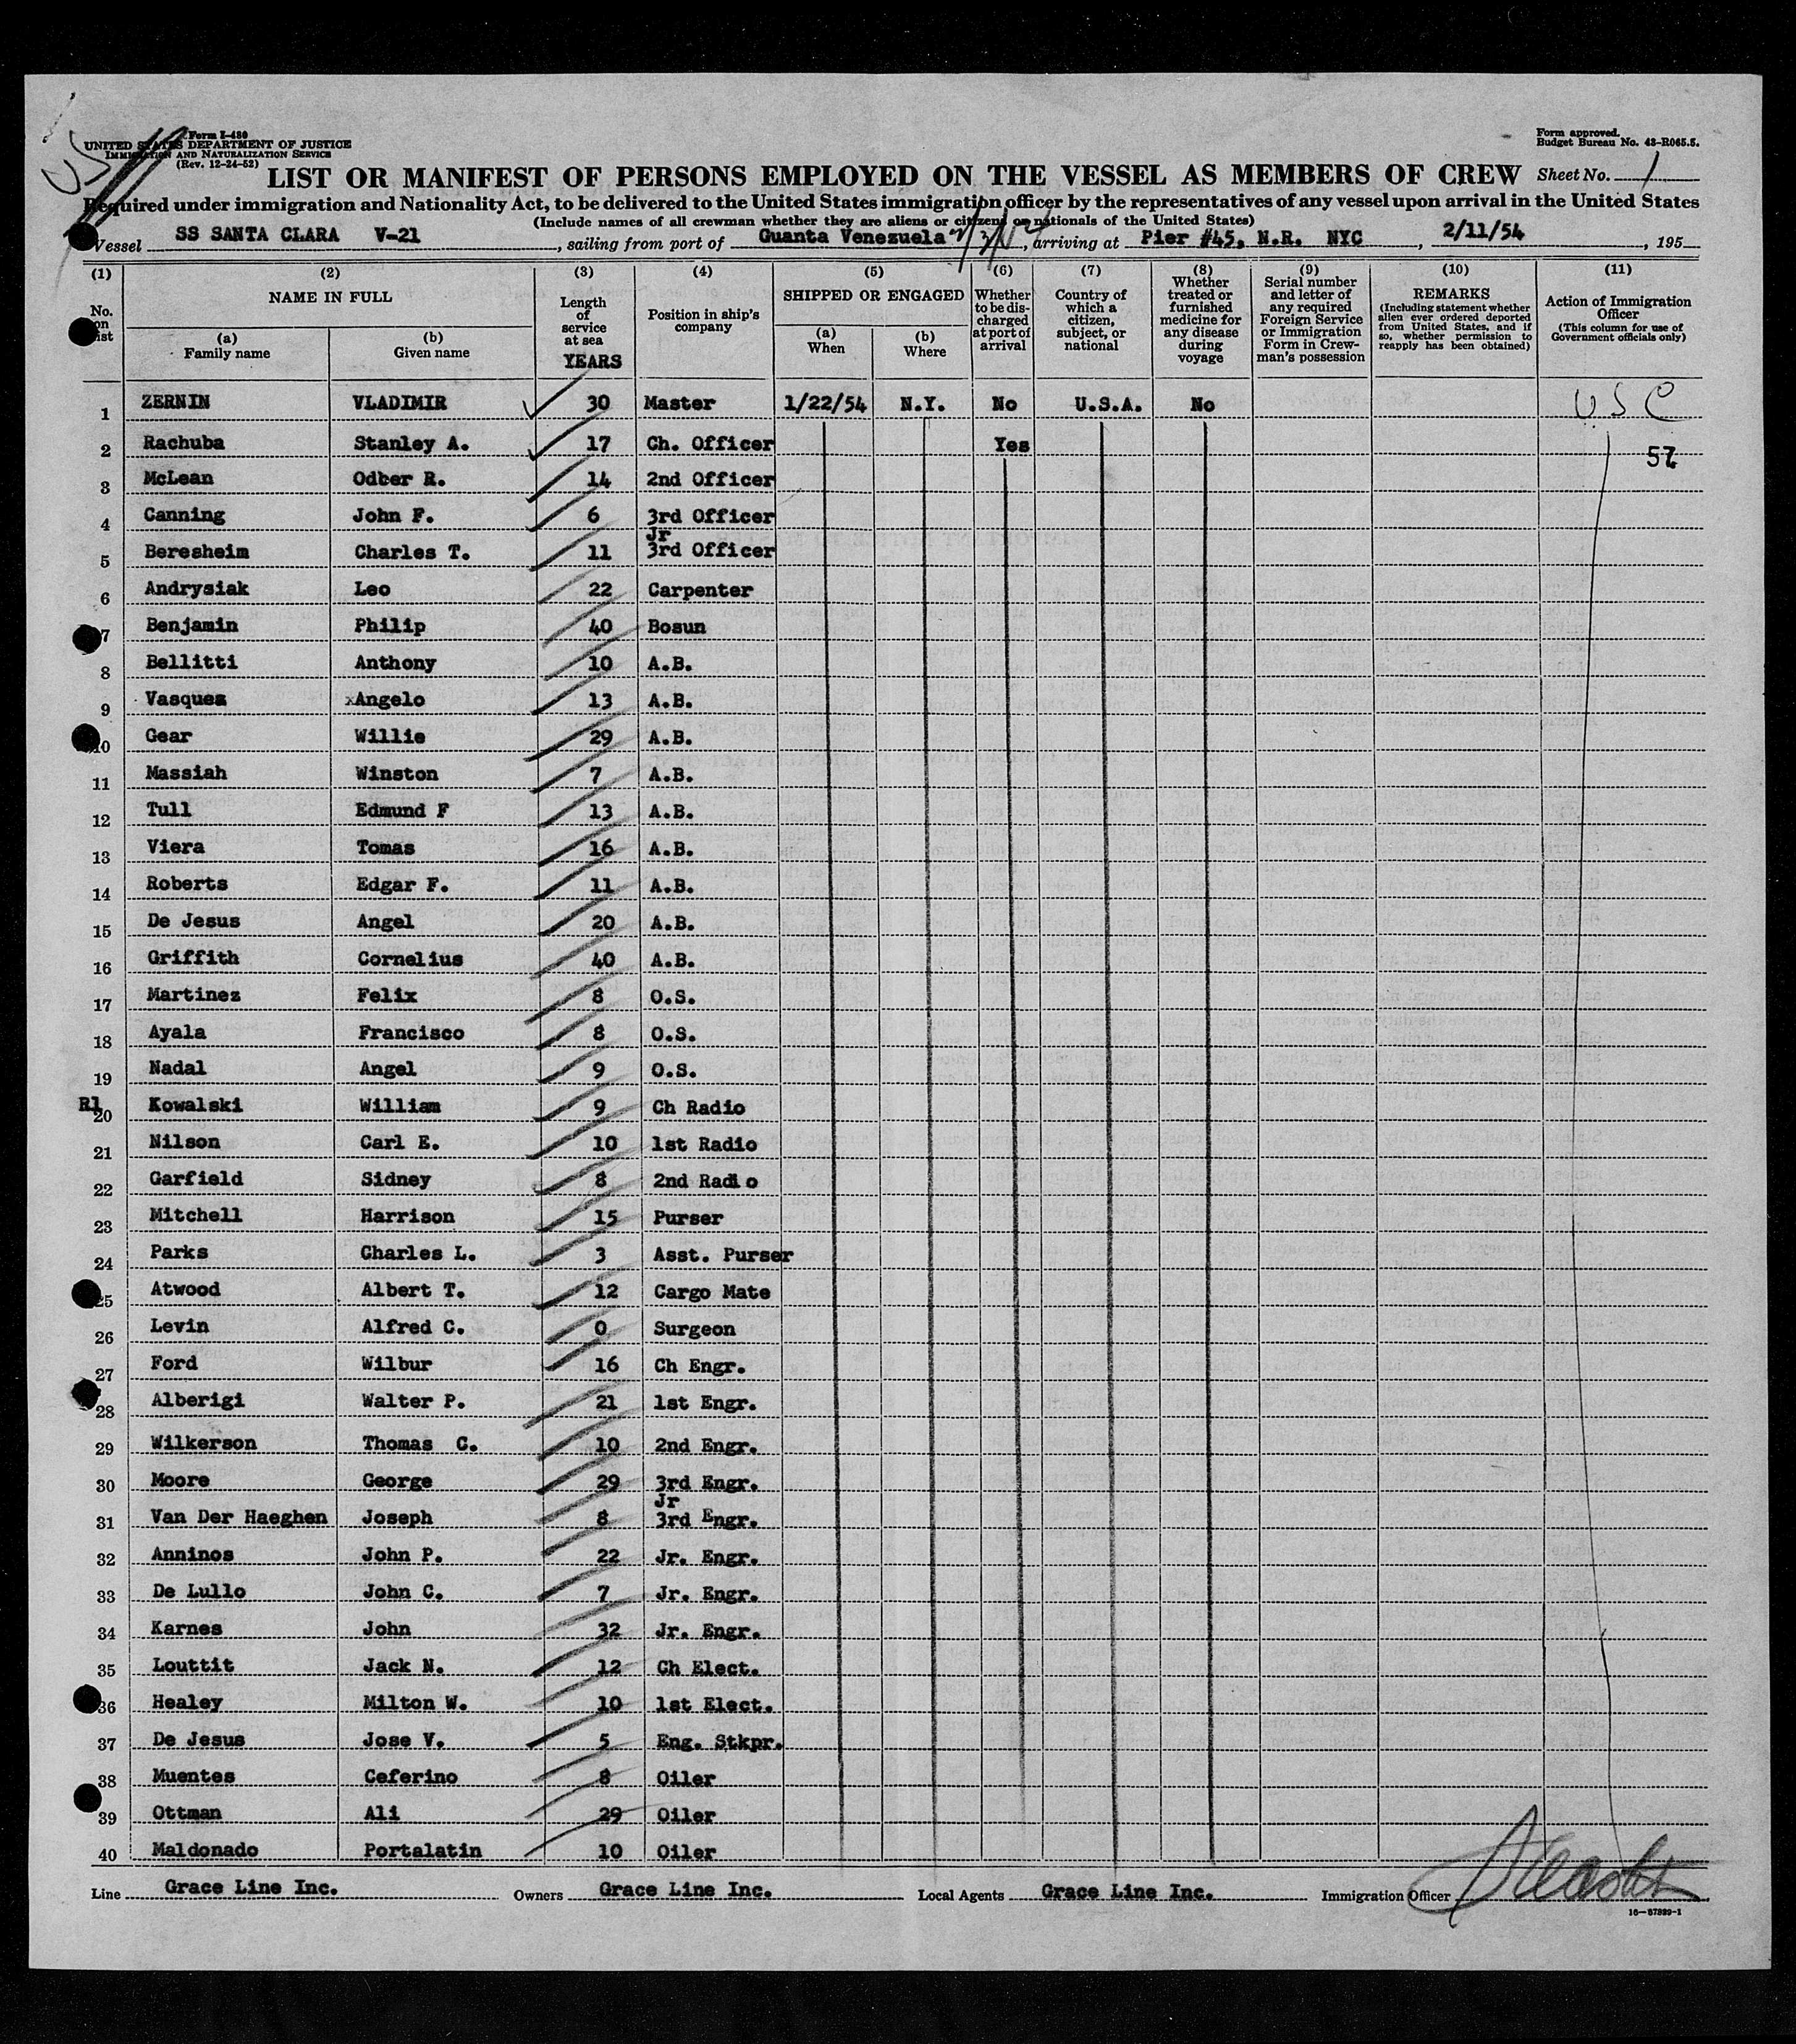 Form I-480
UNITED STATES DEPARTMENT OF JUSTICE
IMMIGRATION AND NATURALIZATION SERVICE
(Rev. 12-24-52)
Form approved.
Budget Bureau No. 43-R065.5.
LIST OR MANIFEST OF PERSONS EMPLOYED ON THE VESSEL AS MEMBERS OF CREW Sheet No. 1
Required under immigration and Nationality Act, to be delivered to the United States immigration officer by the representatives of any vessel upon arrival in the United States
(Include names of all crewman whether they are aliens or citizens or nationals of the United States)
Vessel SS SANTA CLARA V-21, sailing from port of Guanta Venezuela, arriving at Pier #45, N.R. NYC, 2/11/54, 195
(1) No. on list
(2) NAME IN FULL
(a) Family name
(b) Given name
(3) Length of service at sea YEARS
(4) Position in ship's company
(5) SHIPPED OR ENGAGED
(a) When
(b) Where
(6) Whether to be discharged at port of arrival
(7) Country of which a citizen, subject, or national
(8) Whether treated or furnished medicine for any disease during voyage
(9) Serial number and letter of any required Foreign Service or Immigration Form in Crewman's possession
(10) REMARKS (Including statement whether alien ever ordered deported from United States, and if so, whether permission to reapply has been obtained)
(11) Action of Immigration Officer (This column for use of Government officials only)
1 ZERNIN VLADIMIR 30 Master 1/22/54 N.Y. No U.S.A. No USC
2 Rachuba Stanley A. 17 Ch. Officer Yes
3 McLean Odber R. 14 2nd Officer
4 Canning John F. 6 3rd Officer
5 Beresheim Charles T. 11 Jr 3rd Officer
6 Andrysiak Leo 22 Carpenter
7 Benjamin Philip 40 Bosun
8 Bellitti Anthony 10 A.B.
9 Vasques xAngelo 13 A.B.
10 Gear Willie 29 A.B.
11 Massiah Winston 7 A.B.
12 Tull Edmund F 13 A.B.
13 Viera Tomas 16 A.B.
14 Roberts Edgar F. 11 A.B.
15 De Jesus Angel 20 A.B.
16 Griffith Cornelius 40 A.B.
17 Martinez Felix 8 O.S.
18 Ayala Francisco 8 O.S.
19 Nadal Angel 9 O.S.
Rl 20 Kowalski William 9 Ch Radio
21 Nilson Carl E. 10 1st Radio
22 Garfield Sidney 8 2nd Radio
23 Mitchell Harrison 15 Purser
24 Parks Charles L. 3 Asst. Purser
25 Atwood Albert T. 12 Cargo Mate
26 Levin Alfred C. 0 Surgeon
27 Ford Wilbur 16 Ch Engr.
28 Alberigi Walter P. 21 1st Engr.
29 Wilkerson Thomas C. 10 2nd Engr.
30 Moore George 29 3rd Engr.
31 Van Der Haeghen Joseph 8 Jr 3rd Engr.
32 Anninos John P. 22 Jr. Engr.
33 De Lullo John C. 7 Jr. Engr.
34 Karnes John 32 Jr. Engr.
35 Louttit Jack N. 12 Ch Elect.
36 Healey Milton W. 10 1st Elect.
37 De Jesus Jose V. 5 Eng. Stkpr.
38 Muentes Ceferino 8 Oiler
39 Ottman Ali 29 Oiler
40 Maldonado Portalatin 10 Oiler
Line Grace Line Inc. Owners Grace Line Inc. Local Agents Grace Line Inc. Immigration Officer
16-67899-1